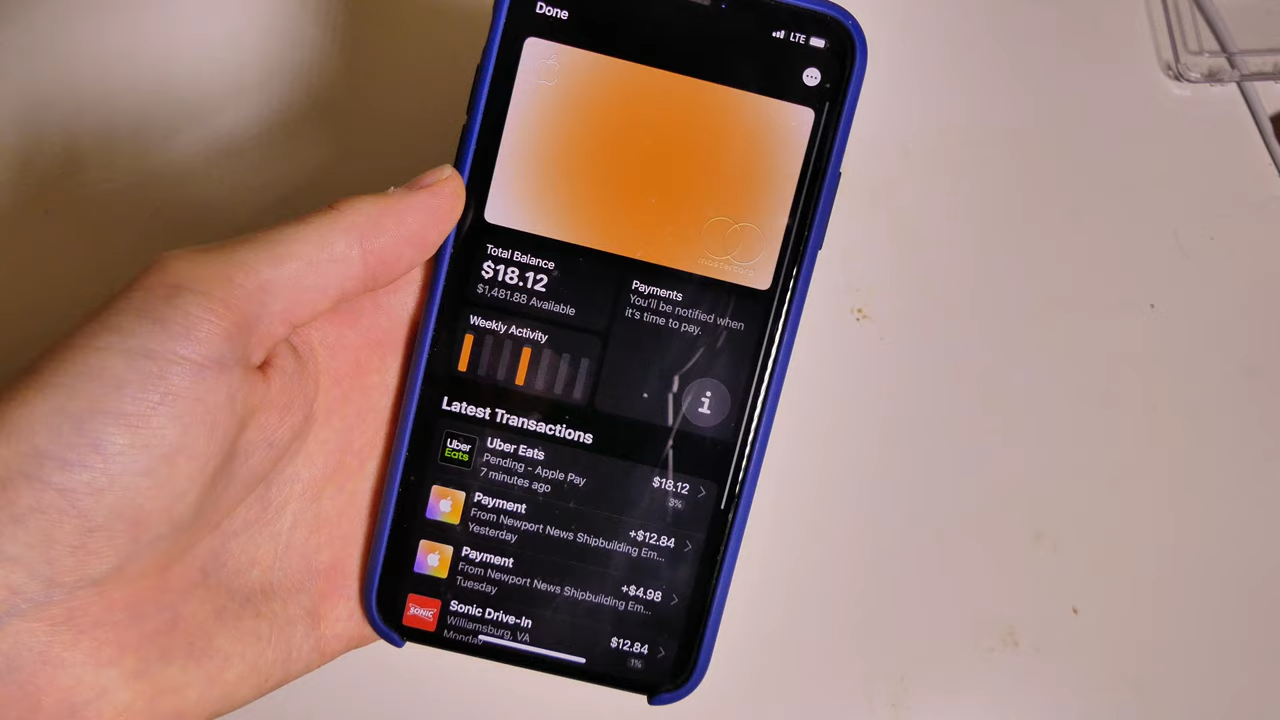 Done
LTE
mastercard
Total Balance
$18.12
$1,481.88 Available
Payments
You'll be notified when
it's time to pay.
Weekly Activity
Latest Transactions
Uber
Eats
Uber Eats
Pending - Apple Pay
7 minutes ago
$18.12
3%
Payment
From Newport News Shipbuilding Em...
Yesterday
+$12.84
Payment
From Newport News Shipbuilding Em...
Tuesday
+$4.98
SONIC
Sonic Drive-In
Williamsburg, VA
Monday
$12.84
1%